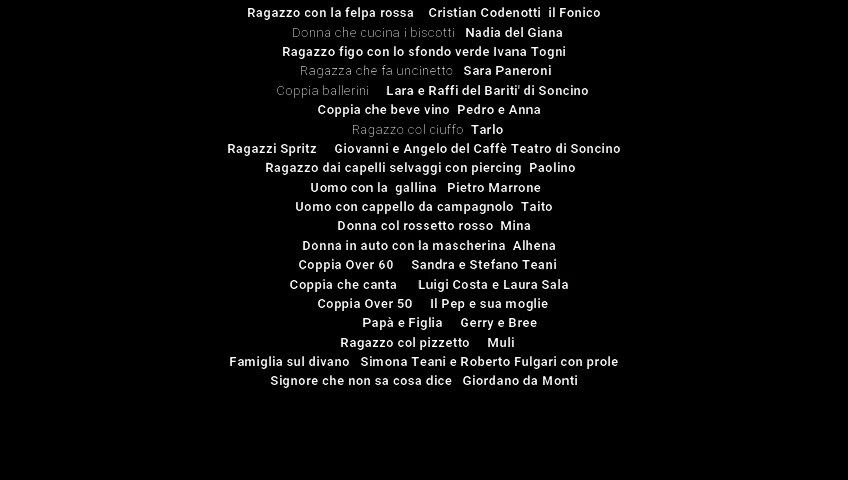 Ragazzo con la felpa rossa Cristian Codenotti il Fonico
Donna che cucina i biscotti Nadia del Giana
Ragazzo figo con lo sfondo verde Ivana Togni
Ragazza che fa uncinetto Sara Paneroni
Coppia ballerini Lara e Raffi del Bariti' di Soncino
Coppia che beve vino Pedro e Anna
Ragazzo col ciuffo Tarlo
Ragazzi Spritz Giovanni e Angelo del Caffè Teatro di Soncino
Ragazzo dai capelli selvaggi con piercing Paolino
Uomo con la gallina Pietro Marrone
Uomo con cappello da campagnolo Taito
Donna col rossetto rosso Mina
Donna in auto con la mascherina Alhena
Coppia Over 60 Sandra e Stefano Teani
Coppia che canta Luigi Costa e Laura Sala
Coppia Over 50 Il Pep e sua moglie
Papà e Figlia Gerry e Bree
Ragazzo col pizzetto Muli
Famiglia sul divano Simona Teani e Roberto Fulgari con prole
Signore che non sa cosa dice Giordano da Monti